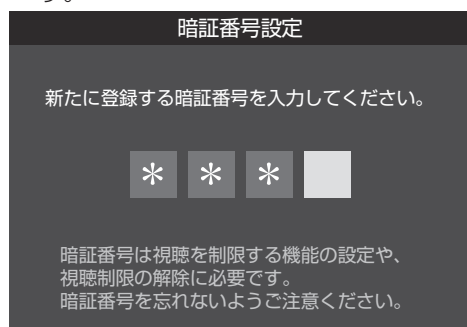 す。
暗証番号設定
新たに登録する暗証番号を入力してください。
＊ ＊ ＊
暗証番号は視聴を制限する機能の設定や、
視聴制限の解除に必要です。
暗証番号を忘れないようご注意ください。